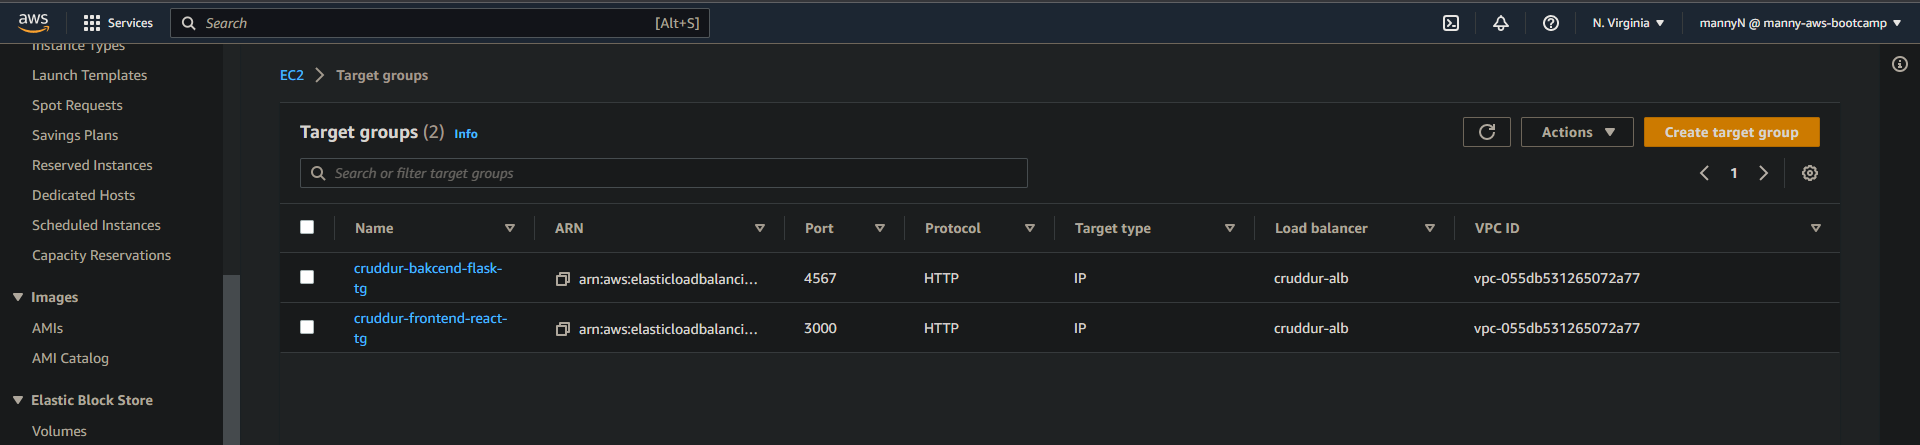 aws
Services
Search
[Alt+S]
N. Virginia
mannyN @ manny-aws-bootcamp
Instance Types
Launch Templates
Spot Requests
Savings Plans
Reserved Instances
Dedicated Hosts
Scheduled Instances
Capacity Reservations
Images
AMIs
AMI Catalog
Elastic Block Store
Volumes
EC2 > Target groups
Target groups (2) Info
Actions
Create target group
Search or filter target groups
1
Name ARN Port Protocol Target type Load balancer VPC ID
cruddur-bakcend-flask-
tg
arn:aws:elasticloadbalanci... 4567 HTTP IP cruddur-alb vpc-055db531265072a77
cruddur-frontend-react-
tg
arn:aws:elasticloadbalanci... 3000 HTTP IP cruddur-alb vpc-055db531265072a77